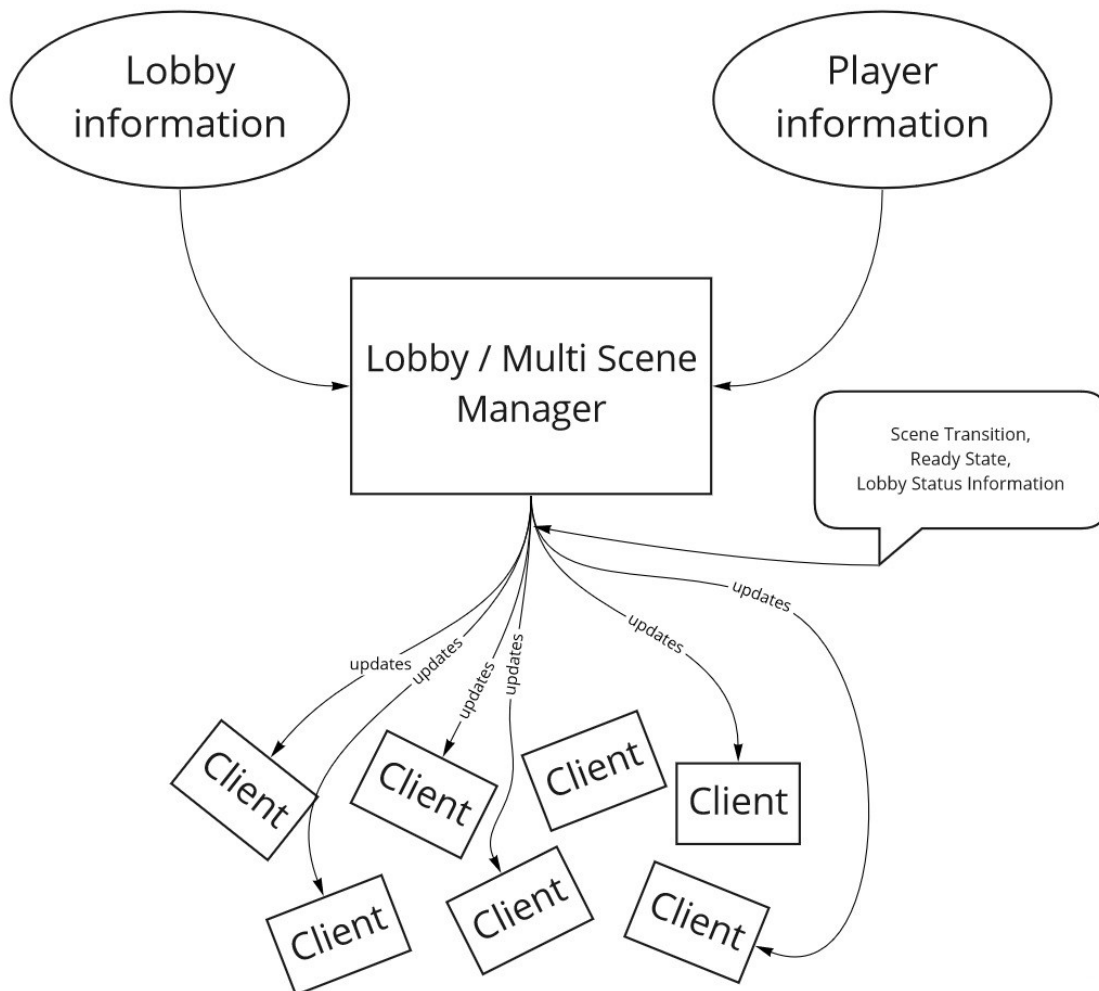 Lobby
information
Player
information
Lobby / Multi Scene
Manager
Scene Transition,
Ready State,
Lobby Status Information
updates
updates
updates
updates
updates
updates
Client
Client
Client
Client
Client
Client
Client